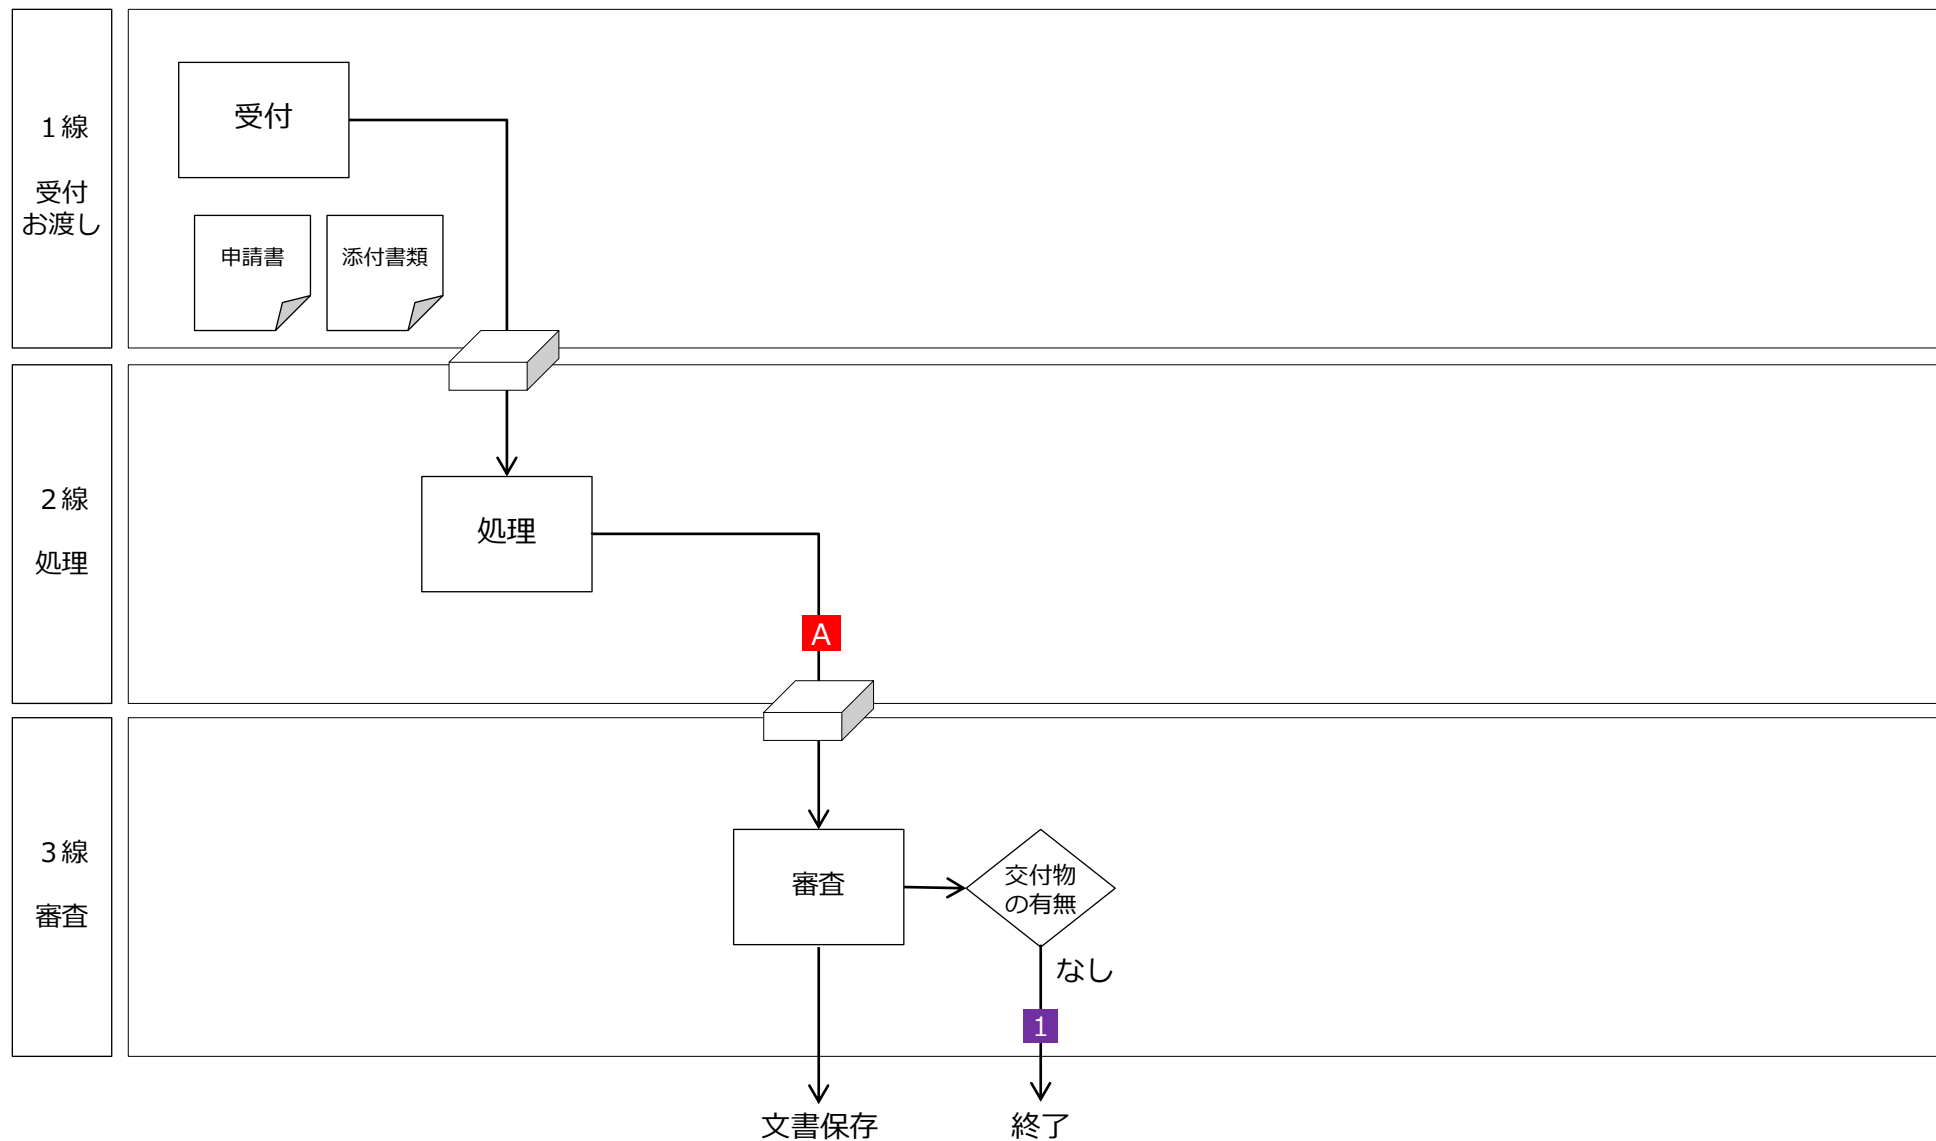 １線
受付
お渡し
受付
申請書
添付書類
２線
処理
処理
A
３線
審査
審査
交付物
の有無
なし
1
文書保存
終了